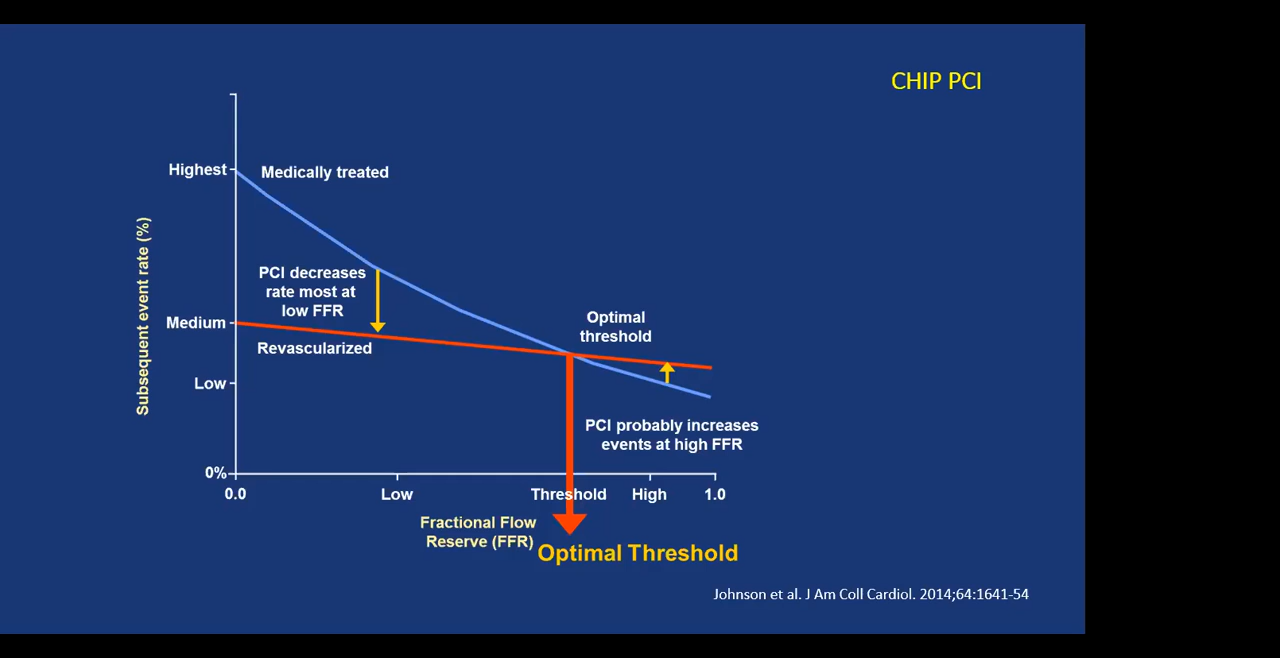 CHIP PCI
Highest
Medically treated
Subsequent event rate (%)
PCI decreases
rate most at
low FFR
Medium
Revascularized
Optimal
threshold
Low
PCI probably increases
events at high FFR
0%
0.0
Low
Threshold
High
1.0
Fractional Flow
Reserve (FFR)
Optimal Threshold
Johnson et al. J Am Coll Cardiol. 2014;64:1641-54